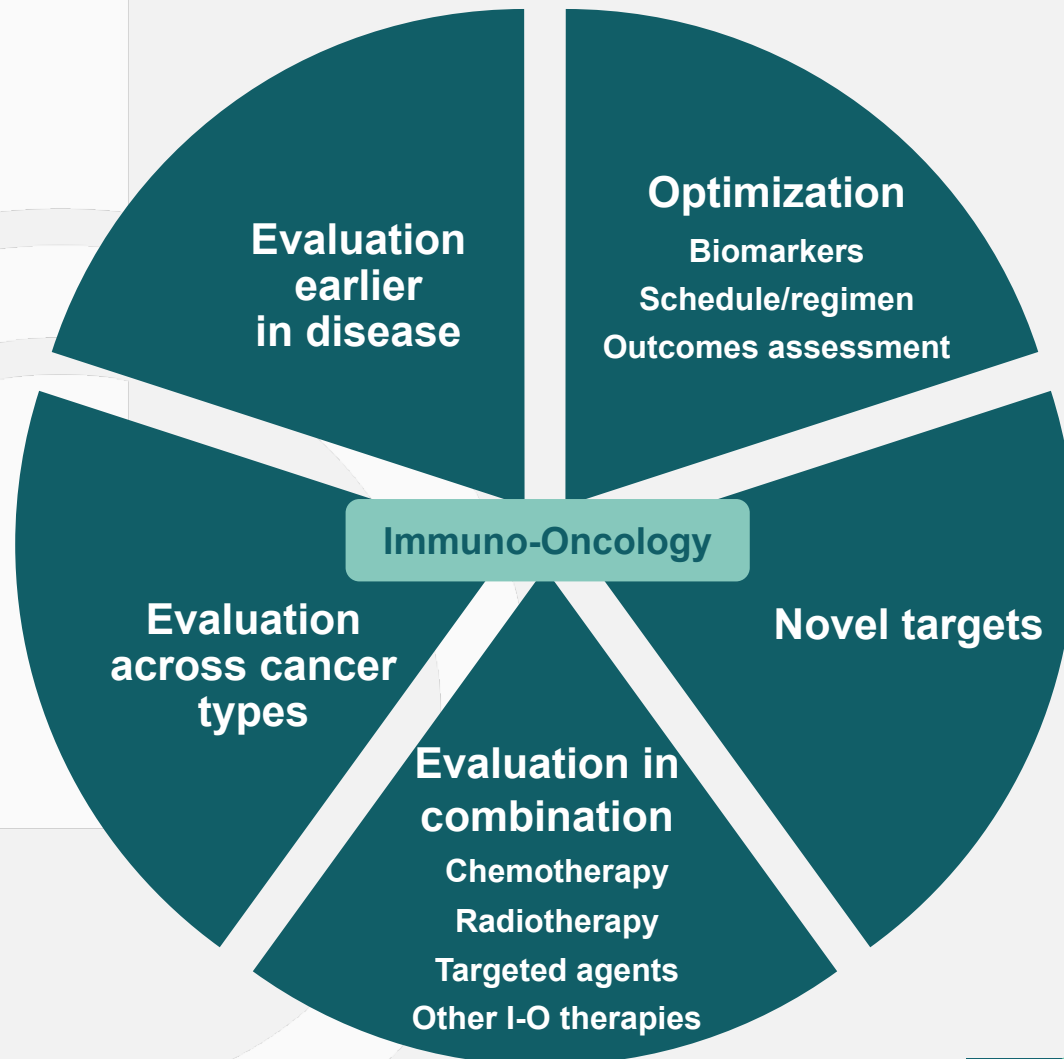 Optimization
Biomarkers
Schedule/regimen
Outcomes assessment
Evaluation
earlier
in disease
Immuno-Oncology
Novel targets
Evaluation
across cancer
types
Evaluation in
combination
Chemotherapy
Radiotherapy
Targeted agents
Other I-O therapies